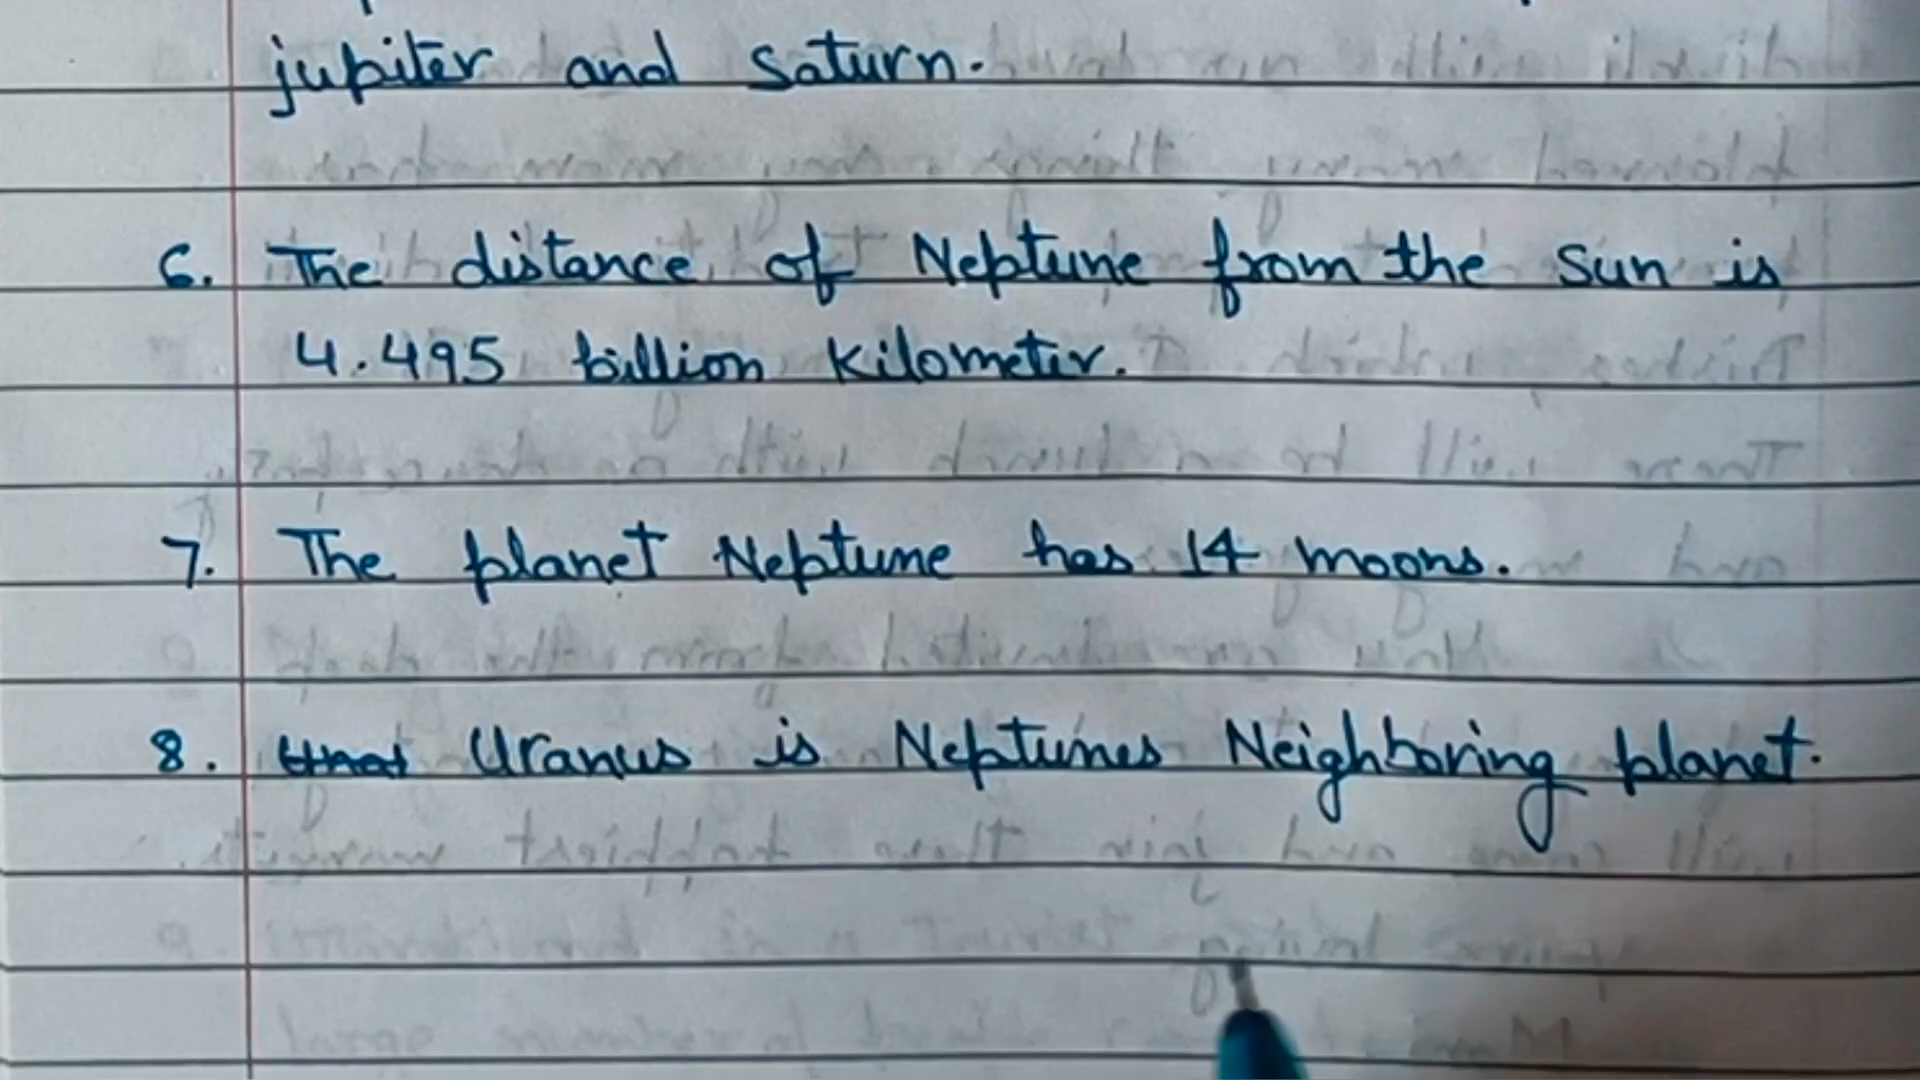 jupiter and Saturn.
6. The distance of Neptune from the Sun is
4.495 billion Kilometer.
7. The planet Neptune has 14 moons.
8. Uranus is Neptunes Neighboring planet.